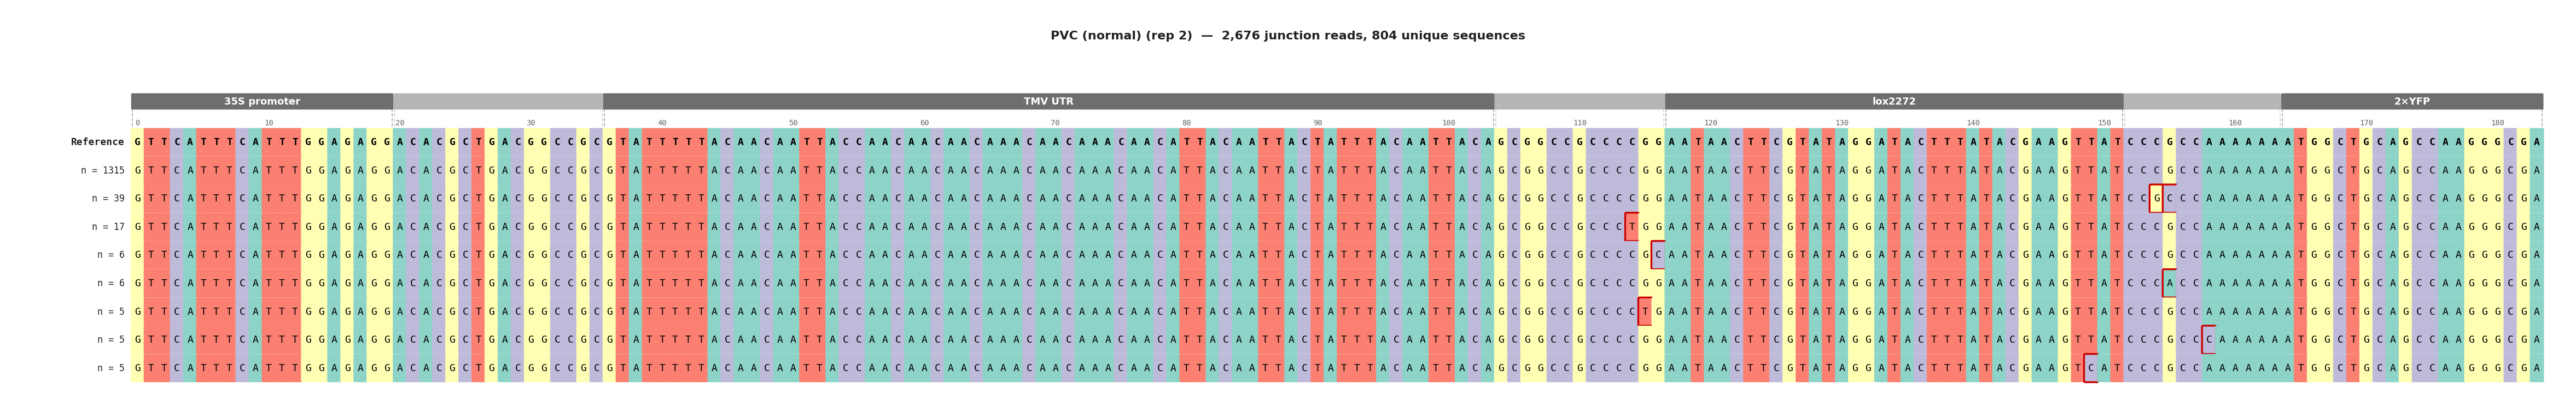 PVC (normal) (rep 2) — 2,676 junction reads, 804 unique sequences
35S promoter TMV UTR lox2272 2×YFP
0 10 20 30 40 50 60 70 80 90 100 110 120 130 140 150 160 170 180
Reference GTTCATTTCATTTGGAGAGGACACGCTGACGGCCGCGTATTTTTACAACAATTACCAACAACAACAAACAACAAACAACATTACAATTACTATTTACAATTACAGCGGCCGCCCCGGAATAACTTCGTATAGGATACTTTATACGAAGTTATCCCGCCAAAAAAATGGCTGCAGCCAAGGGCGA
n = 1315 GTTCATTTCATTTGGAGAGGACACGCTGACGGCCGCGTATTTTTACAACAATTACCAACAACAACAAACAACAAACAACATTACAATTACTATTTACAATTACAGCGGCCGCCCCGGAATAACTTCGTATAGGATACTTTATACGAAGTTATCCCGCCAAAAAAATGGCTGCAGCCAAGGGCGA
n = 39 GTTCATTTCATTTGGAGAGGACACGCTGACGGCCGCGTATTTTTACAACAATTACCAACAACAACAAACAACAAACAACATTACAATTACTATTTACAATTACAGCGGCCGCCCCGGAATAACTTCGTATAGGATACTTTATACGAAGTTATCCGCCCAAAAAAATGGCTGCAGCCAAGGGCGA
n = 17 GTTCATTTCATTTGGAGAGGACACGCTGACGGCCGCGTATTTTTACAACAATTACCAACAACAACAAACAACAAACAACATTACAATTACTATTTACAATTACAGCGGCCGCCCTGGAATAACTTCGTATAGGATACTTTATACGAAGTTATCCCGCCAAAAAAATGGCTGCAGCCAAGGGCGA
n = 6 GTTCATTTCATTTGGAGAGGACACGCTGACGGCCGCGTATTTTTACAACAATTACCAACAACAACAAACAACAAACAACATTACAATTACTATTTACAATTACAGCGGCCGCCCCGCAATAACTTCGTATAGGATACTTTATACGAAGTTATCCCGCCAAAAAAATGGCTGCAGCCAAGGGCGA
n = 6 GTTCATTTCATTTGGAGAGGACACGCTGACGGCCGCGTATTTTTACAACAATTACCAACAACAACAAACAACAAACAACATTACAATTACTATTTACAATTACAGCGGCCGCCCCGGAATAACTTCGTATAGGATACTTTATACGAAGTTATCCCACCAAAAAAATGGCTGCAGCCAAGGGCGA
n = 5 GTTCATTTCATTTGGAGAGGACACGCTGACGGCCGCGTATTTTTACAACAATTACCAACAACAACAAACAACAAACAACATTACAATTACTATTTACAATTACAGCGGCCGCCCCTGAATAACTTCGTATAGGATACTTTATACGAAGTTATCCCGCCAAAAAAATGGCTGCAGCCAAGGGCGA
n = 5 GTTCATTTCATTTGGAGAGGACACGCTGACGGCCGCGTATTTTTACAACAATTACCAACAACAACAAACAACAAACAACATTACAATTACTATTTACAATTACAGCGGCCGCCCCGGAATAACTTCGTATAGGATACTTTATACGAAGTTATCCCGCCCAAAAAATGGCTGCAGCCAAGGGCGA
n = 5 GTTCATTTCATTTGGAGAGGACACGCTGACGGCCGCGTATTTTTACAACAATTACCAACAACAACAAACAACAAACAACATTACAATTACTATTTACAATTACAGCGGCCGCCCCGGAATAACTTCGTATAGGATACTTTATACGAAGTCATCCCGCCAAAAAAATGGCTGCAGCCAAGGGCGA